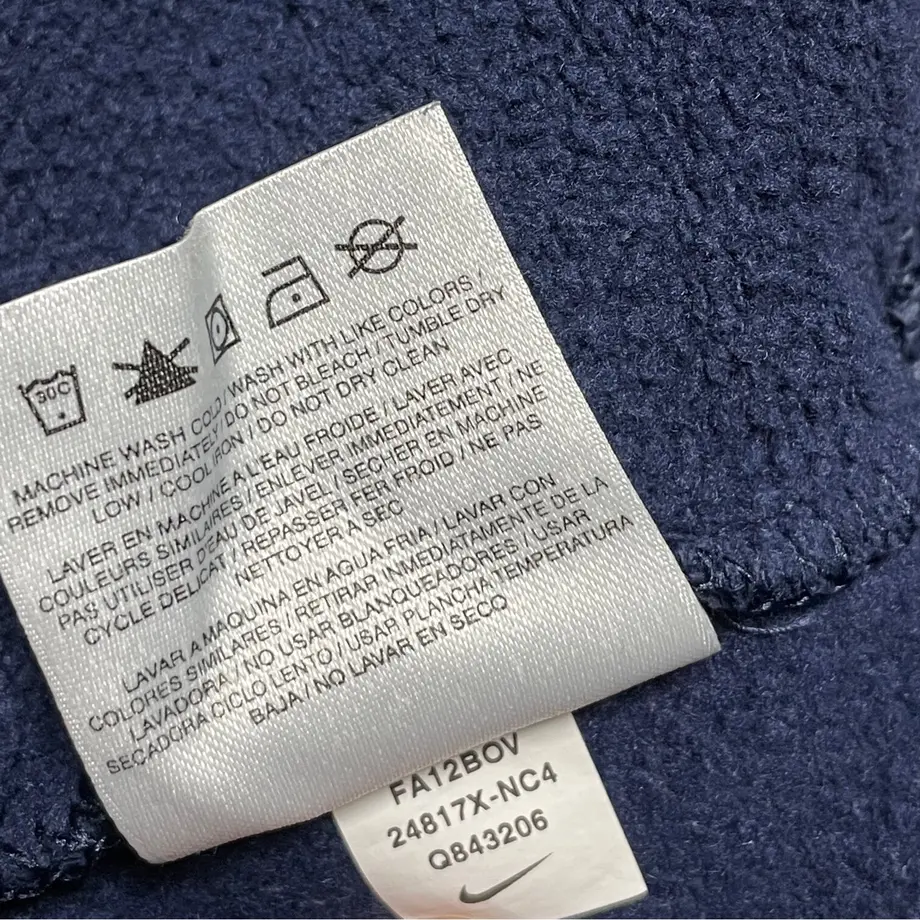 30C
MACHINE WASH COLD / WASH WITH LIKE COLORS /
REMOVE IMMEDIATELY / DO NOT BLEACH / TUMBLE DRY
LOW / COOL IRON / DO NOT DRY CLEAN
LAVER EN MACHINE A L'EAU FROIDE / LAVER AVEC
COULEURS SIMILAIRES / ENLEVER IMMEDIATEMENT / NE
PAS UTILISER D'EAU DE JAVEL / SECHER EN MACHINE
CYCLE DELICAT / REPASSER FER FROID / NE PAS
NETTOYER A SEC
LAVAR A MAQUINA EN AGUA FRIA / LAVAR CON
COLORES SIMILARES / RETIRAR INMEDIATAMENTE DE LA
LAVADORA / NO USAR BLANQUEADORES / USAR
SECADORA CICLO LENTO / USAR PLANCHA TEMPERATURA
BAJA / NO LAVAR EN SECO
FA12BOV
24817X-NC4
Q843206